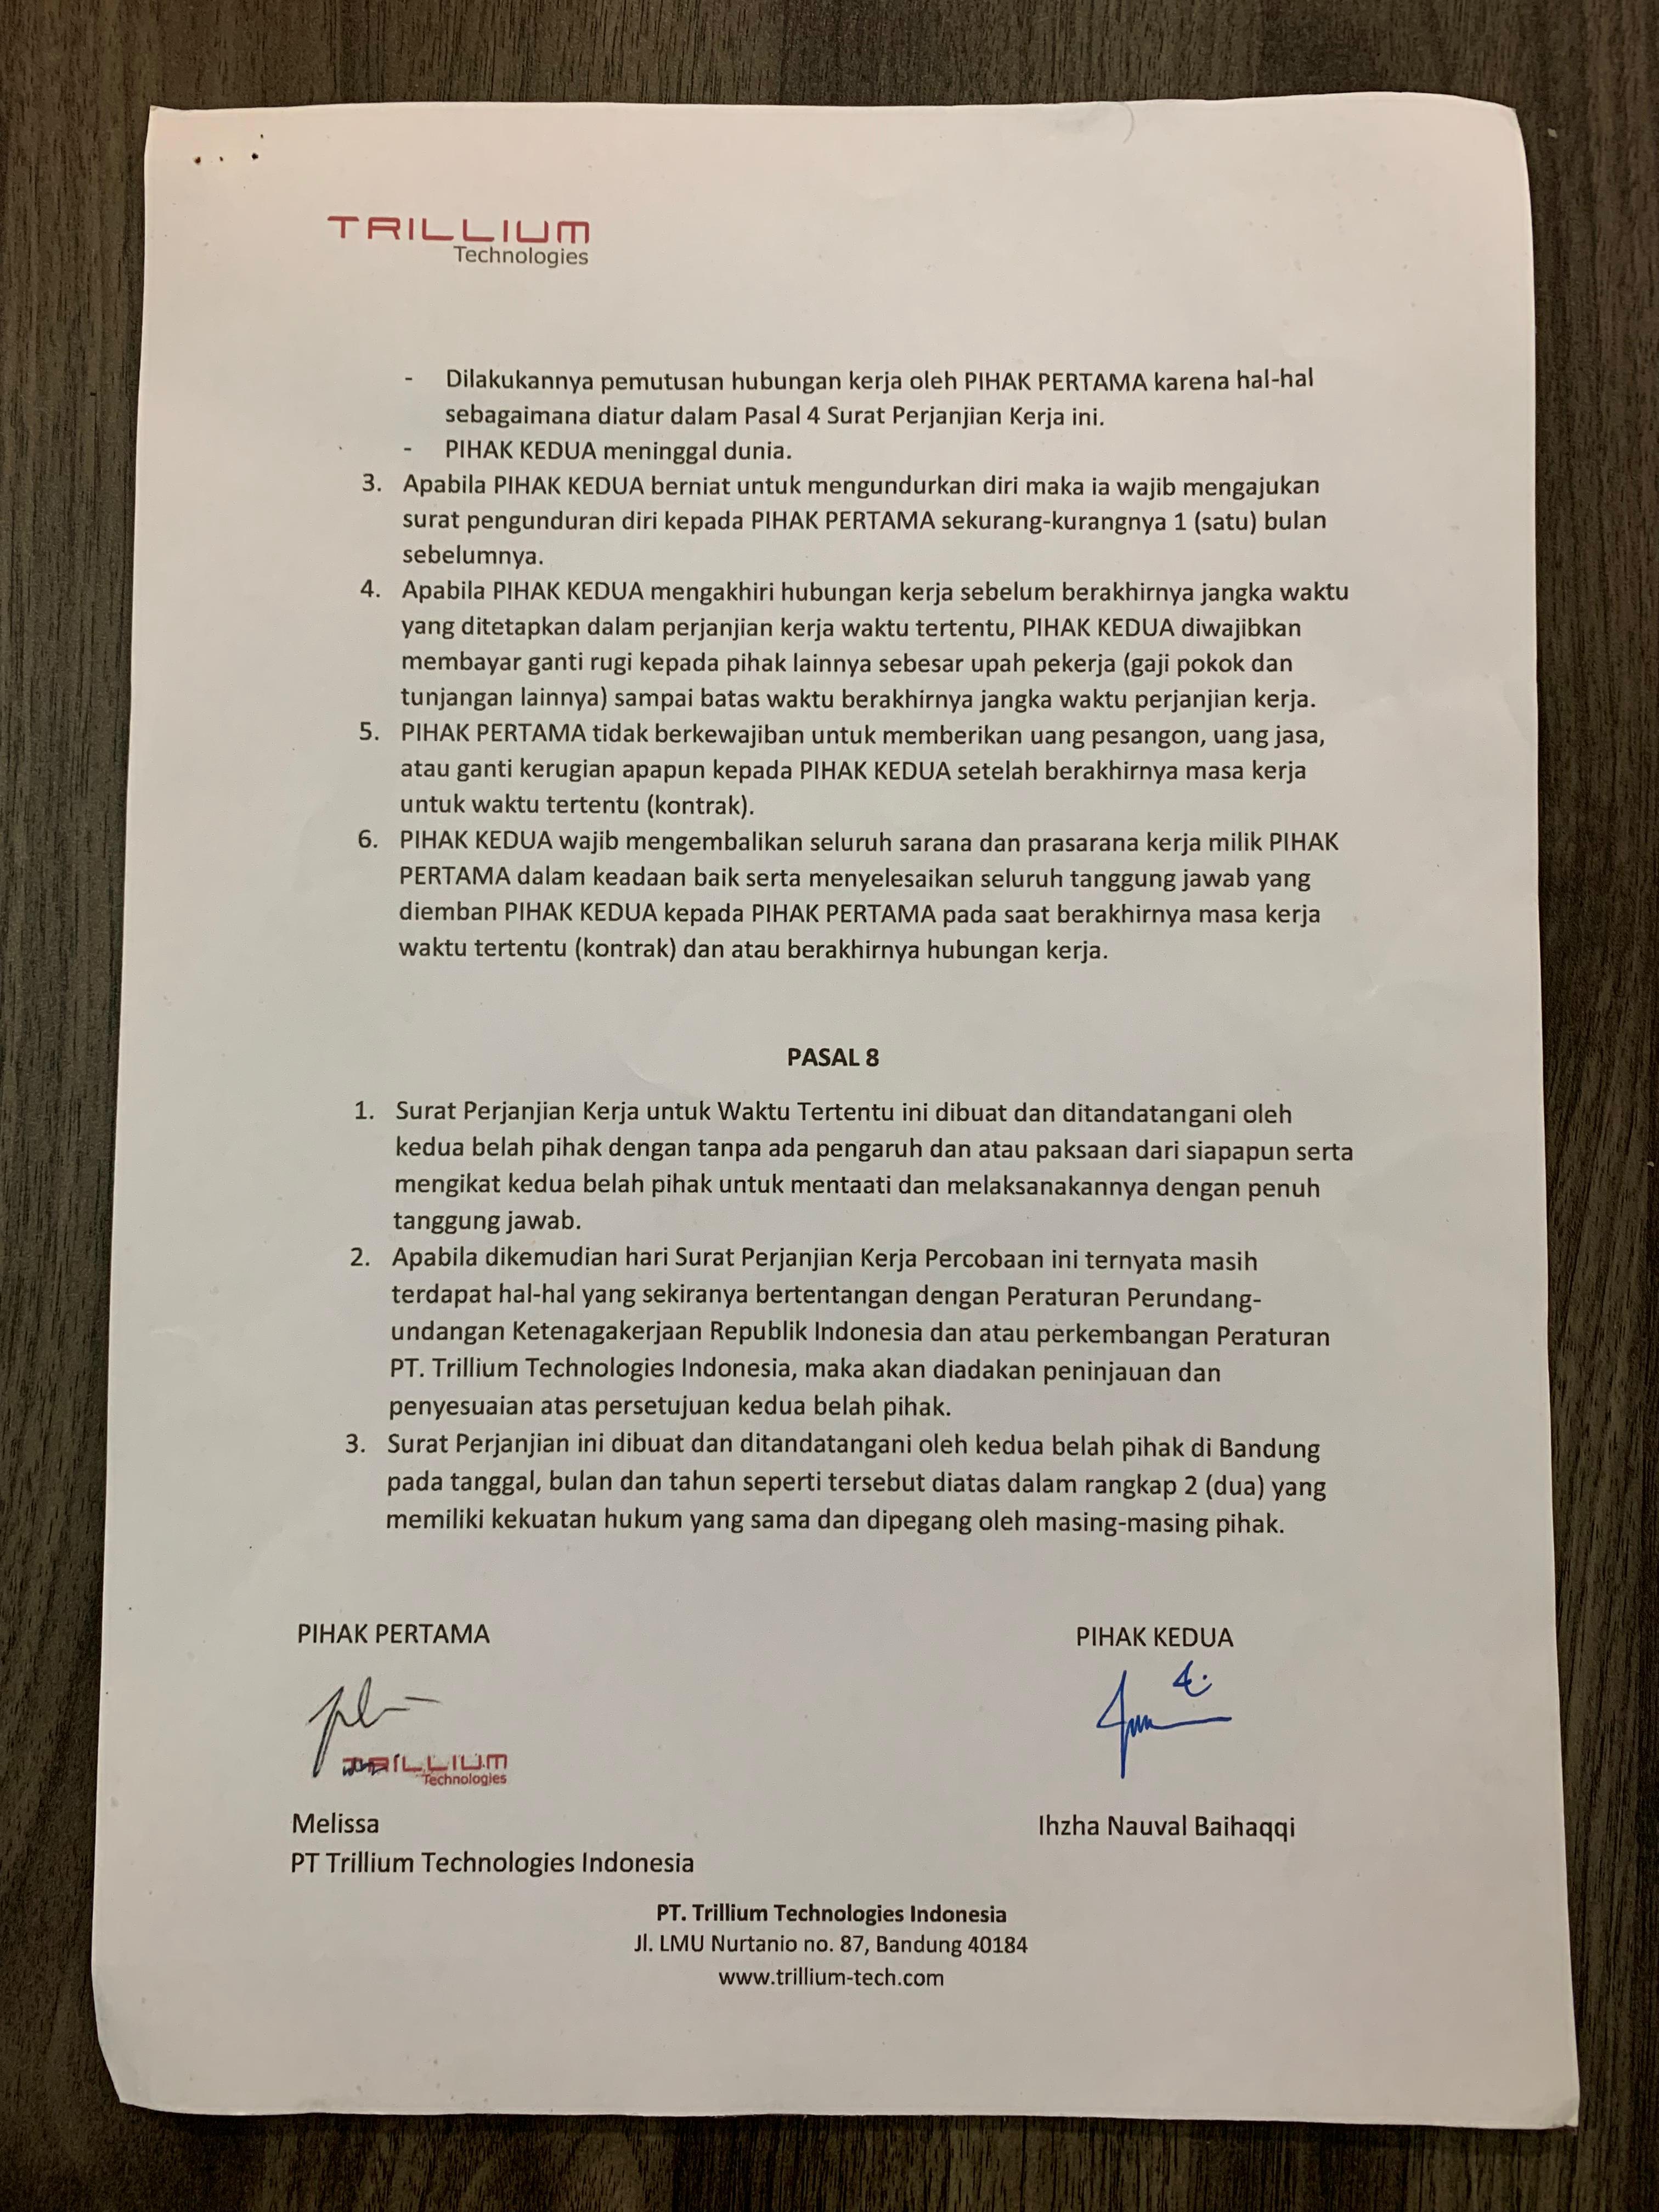 TRILLIUM
Technologies
- Dilakukannya pemutusan hubungan kerja oleh PIHAK PERTAMA karena hal-hal
sebagaimana diatur dalam Pasal 4 Surat Perjanjian Kerja ini.
- PIHAK KEDUA meninggal dunia.
3. Apabila PIHAK KEDUA berniat untuk mengundurkan diri maka ia wajib mengajukan
surat pengunduran diri kepada PIHAK PERTAMA sekurang-kurangnya 1 (satu) bulan
sebelumnya.
4. Apabila PIHAK KEDUA mengakhiri hubungan kerja sebelum berakhirnya jangka waktu
yang ditetapkan dalam perjanjian kerja waktu tertentu, PIHAK KEDUA diwajibkan
membayar ganti rugi kepada pihak lainnya sebesar upah pekerja (gaji pokok dan
tunjangan lainnya) sampai batas waktu berakhirnya jangka waktu perjanjian kerja.
5. PIHAK PERTAMA tidak berkewajiban untuk memberikan uang pesangon, uang jasa,
atau ganti kerugian apapun kepada PIHAK KEDUA setelah berakhirnya masa kerja
untuk waktu tertentu (kontrak).
6. PIHAK KEDUA wajib mengembalikan seluruh sarana dan prasarana kerja milik PIHAK
PERTAMA dalam keadaan baik serta menyelesaikan seluruh tanggung jawab yang
diemban PIHAK KEDUA kepada PIHAK PERTAMA pada saat berakhirnya masa kerja
waktu tertentu (kontrak) dan atau berakhirnya hubungan kerja.
PASAL 8
1. Surat Perjanjian Kerja untuk Waktu Tertentu ini dibuat dan ditandatangani oleh
kedua belah pihak dengan tanpa ada pengaruh dan atau paksaan dari siapapun serta
mengikat kedua belah pihak untuk mentaati dan melaksanakannya dengan penuh
tanggung jawab.
2. Apabila dikemudian hari Surat Perjanjian Kerja Percobaan ini ternyata masih
terdapat hal-hal yang sekiranya bertentangan dengan Peraturan Perundang-
undangan Ketenagakerjaan Republik Indonesia dan atau perkembangan Peraturan
PT. Trillium Technologies Indonesia, maka akan diadakan peninjauan dan
penyesuaian atas persetujuan kedua belah pihak.
3. Surat Perjanjian ini dibuat dan ditandatangani oleh kedua belah pihak di Bandung
pada tanggal, bulan dan tahun seperti tersebut diatas dalam rangkap 2 (dua) yang
memiliki kekuatan hukum yang sama dan dipegang oleh masing-masing pihak.
PIHAK PERTAMA PIHAK KEDUA
TRILLIUM
Technologies
Melissa Ihzha Nauval Baihaqqi
PT Trillium Technologies Indonesia
PT. Trillium Technologies Indonesia
Jl. LMU Nurtanio no. 87, Bandung 40184
www.trillium-tech.com